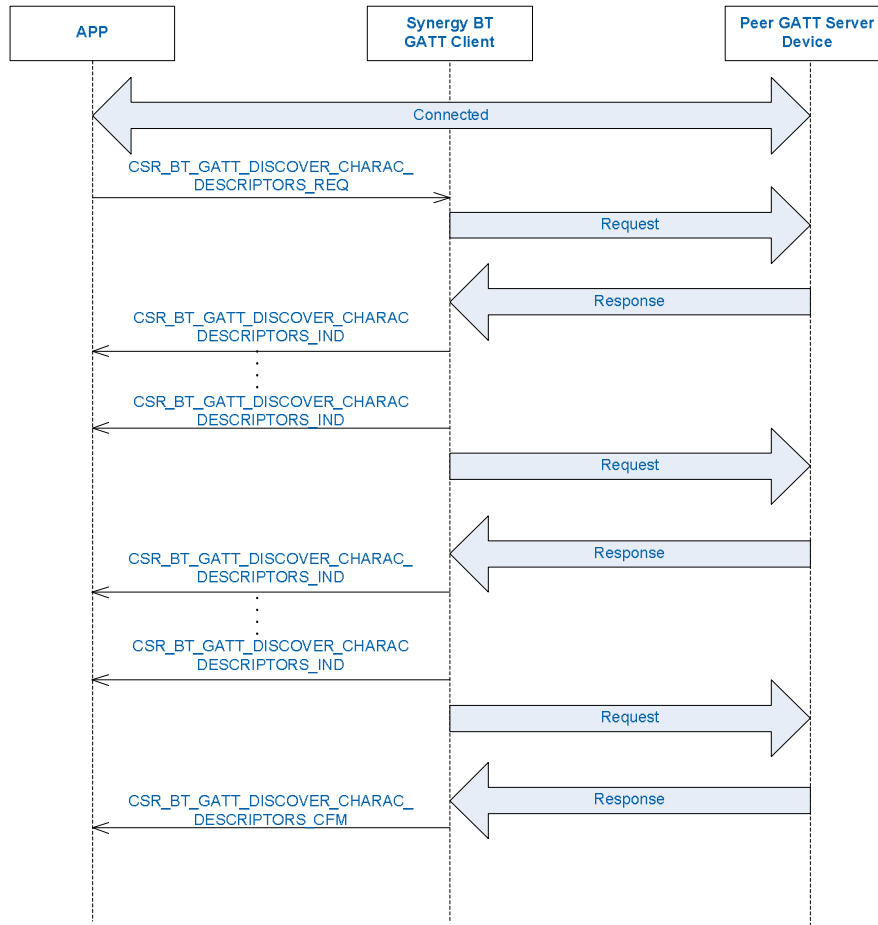 APP
Synergy BT
GATT Client
Peer GATT Server
Device
Connected
CSR_BT_GATT_DISCOVER_CHARAC_
DESCRIPTORS_REQ
Request
Response
CSR_BT_GATT_DISCOVER_CHARAC
DESCRIPTORS_IND
CSR_BT_GATT_DISCOVER_CHARAC
DESCRIPTORS_IND
Request
Response
CSR_BT_GATT_DISCOVER_CHARAC_
DESCRIPTORS_IND
CSR_BT_GATT_DISCOVER_CHARAC
DESCRIPTORS_IND
Request
Response
CSR_BT_GATT_DISCOVER_CHARAC_
DESCRIPTORS_CFM